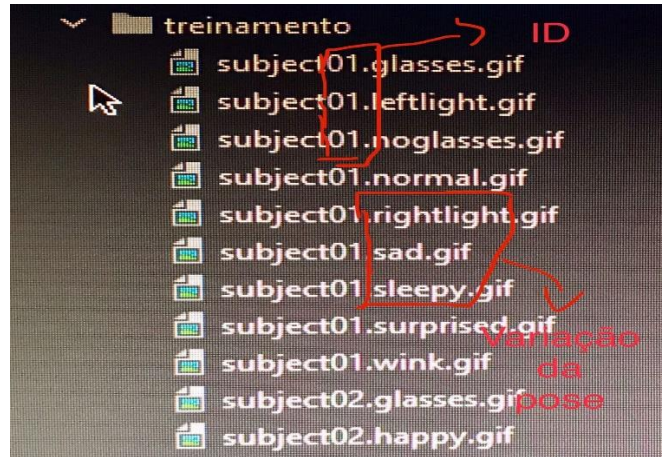 treinamento
ID
subject01.glasses.gif
subject01.leftlight.gif
subject01.noglasses.gif
subject01.normal.gif
subject01.rightlight.gif
subject01.sad.gif
subject01.sleepy.gif
subject01.surprised.gif
Variação
subject01.wink.gif
da
subject02.glasses.gif
pose
subject02.happy.gif